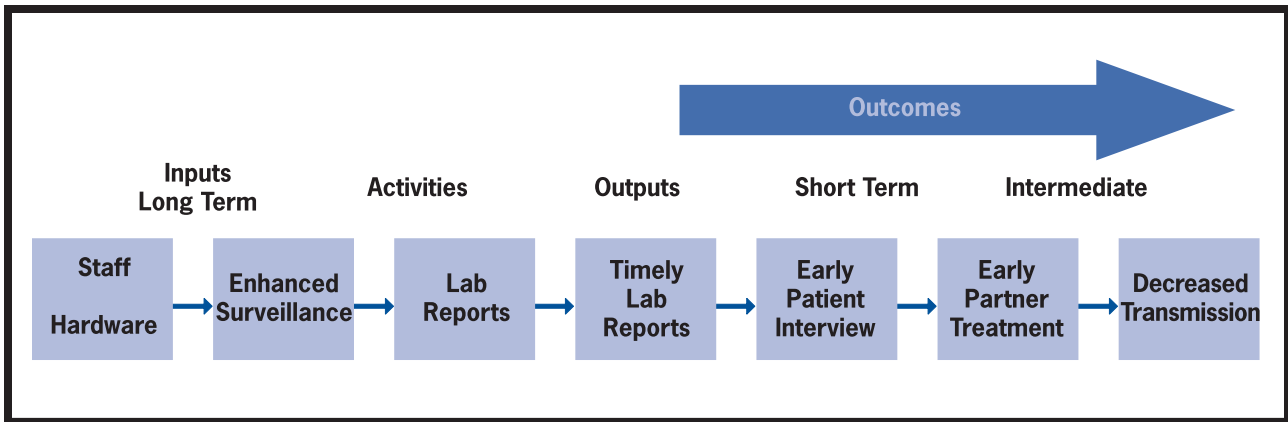 Outcomes
Inputs
Long Term
Activities
Outputs
Short Term
Intermediate
Staff
Hardware
Enhanced
Surveillance
Lab
Reports
Timely
Lab
Reports
Early
Patient
Interview
Early
Partner
Treatment
Decreased
Transmission